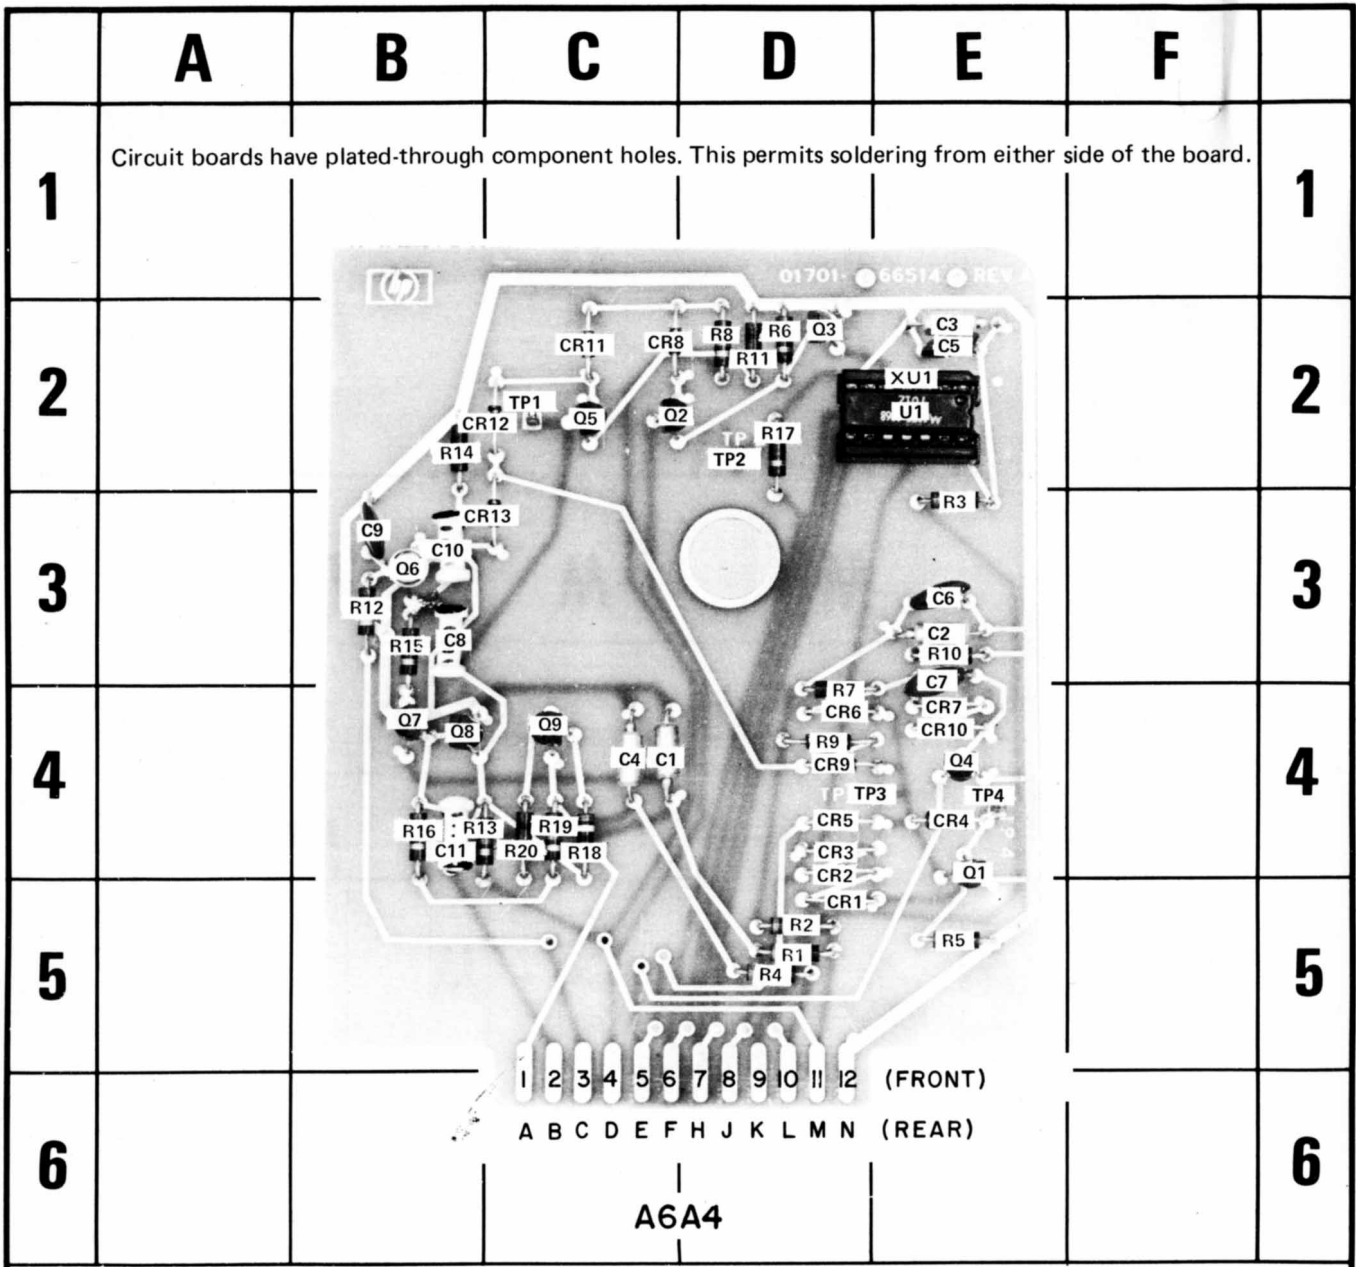 A B C D E F
1 Circuit boards have plated-through component holes. This permits soldering from either side of the board. 1
hp 01701- 66514 REV
C3
R8 R6 Q3
CR11 CR8 C5
R11
2 XU1 2
TP1 U1
CR12 Q5 Q2
TP R17
R14 TP2
R3
CR13
C9
C10
Q6
3 C6 3
R12
C2
R15 C8
R10
C7
R7
CR7
CR6
Q7 Q9 CR10
Q8 R9
C4 C1 CR9 Q4
4 TP TP3 TP4 4
R16 R13 R19 CR5 CR4
C11 R20 R18 CR3
CR2 Q1
CR1
R2
R1 R5
5 R4 5
1 2 3 4 5 6 7 8 9 10 11 12 (FRONT)
A B C D E F H J K L M N (REAR)
6 6
A6A4